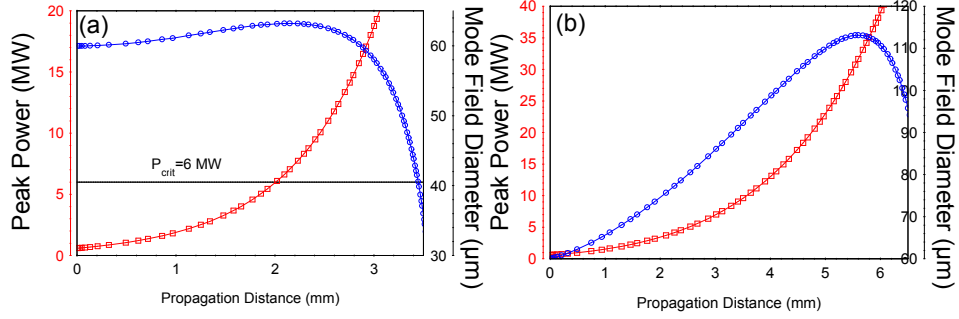 (a)
Peak Power (MW)
20
15
10
5
0
P_crit=6 MW
60
50
40
30
Mode Field Diameter (μm)
0 1 2 3
Propagation Distance (mm)
(b)
Peak Power (MW)
40
35
30
25
20
15
10
5
0
120
110
100
90
80
70
60
Mode Field Diameter (μm)
0 1 2 3 4 5 6
Propagation Distance (mm)